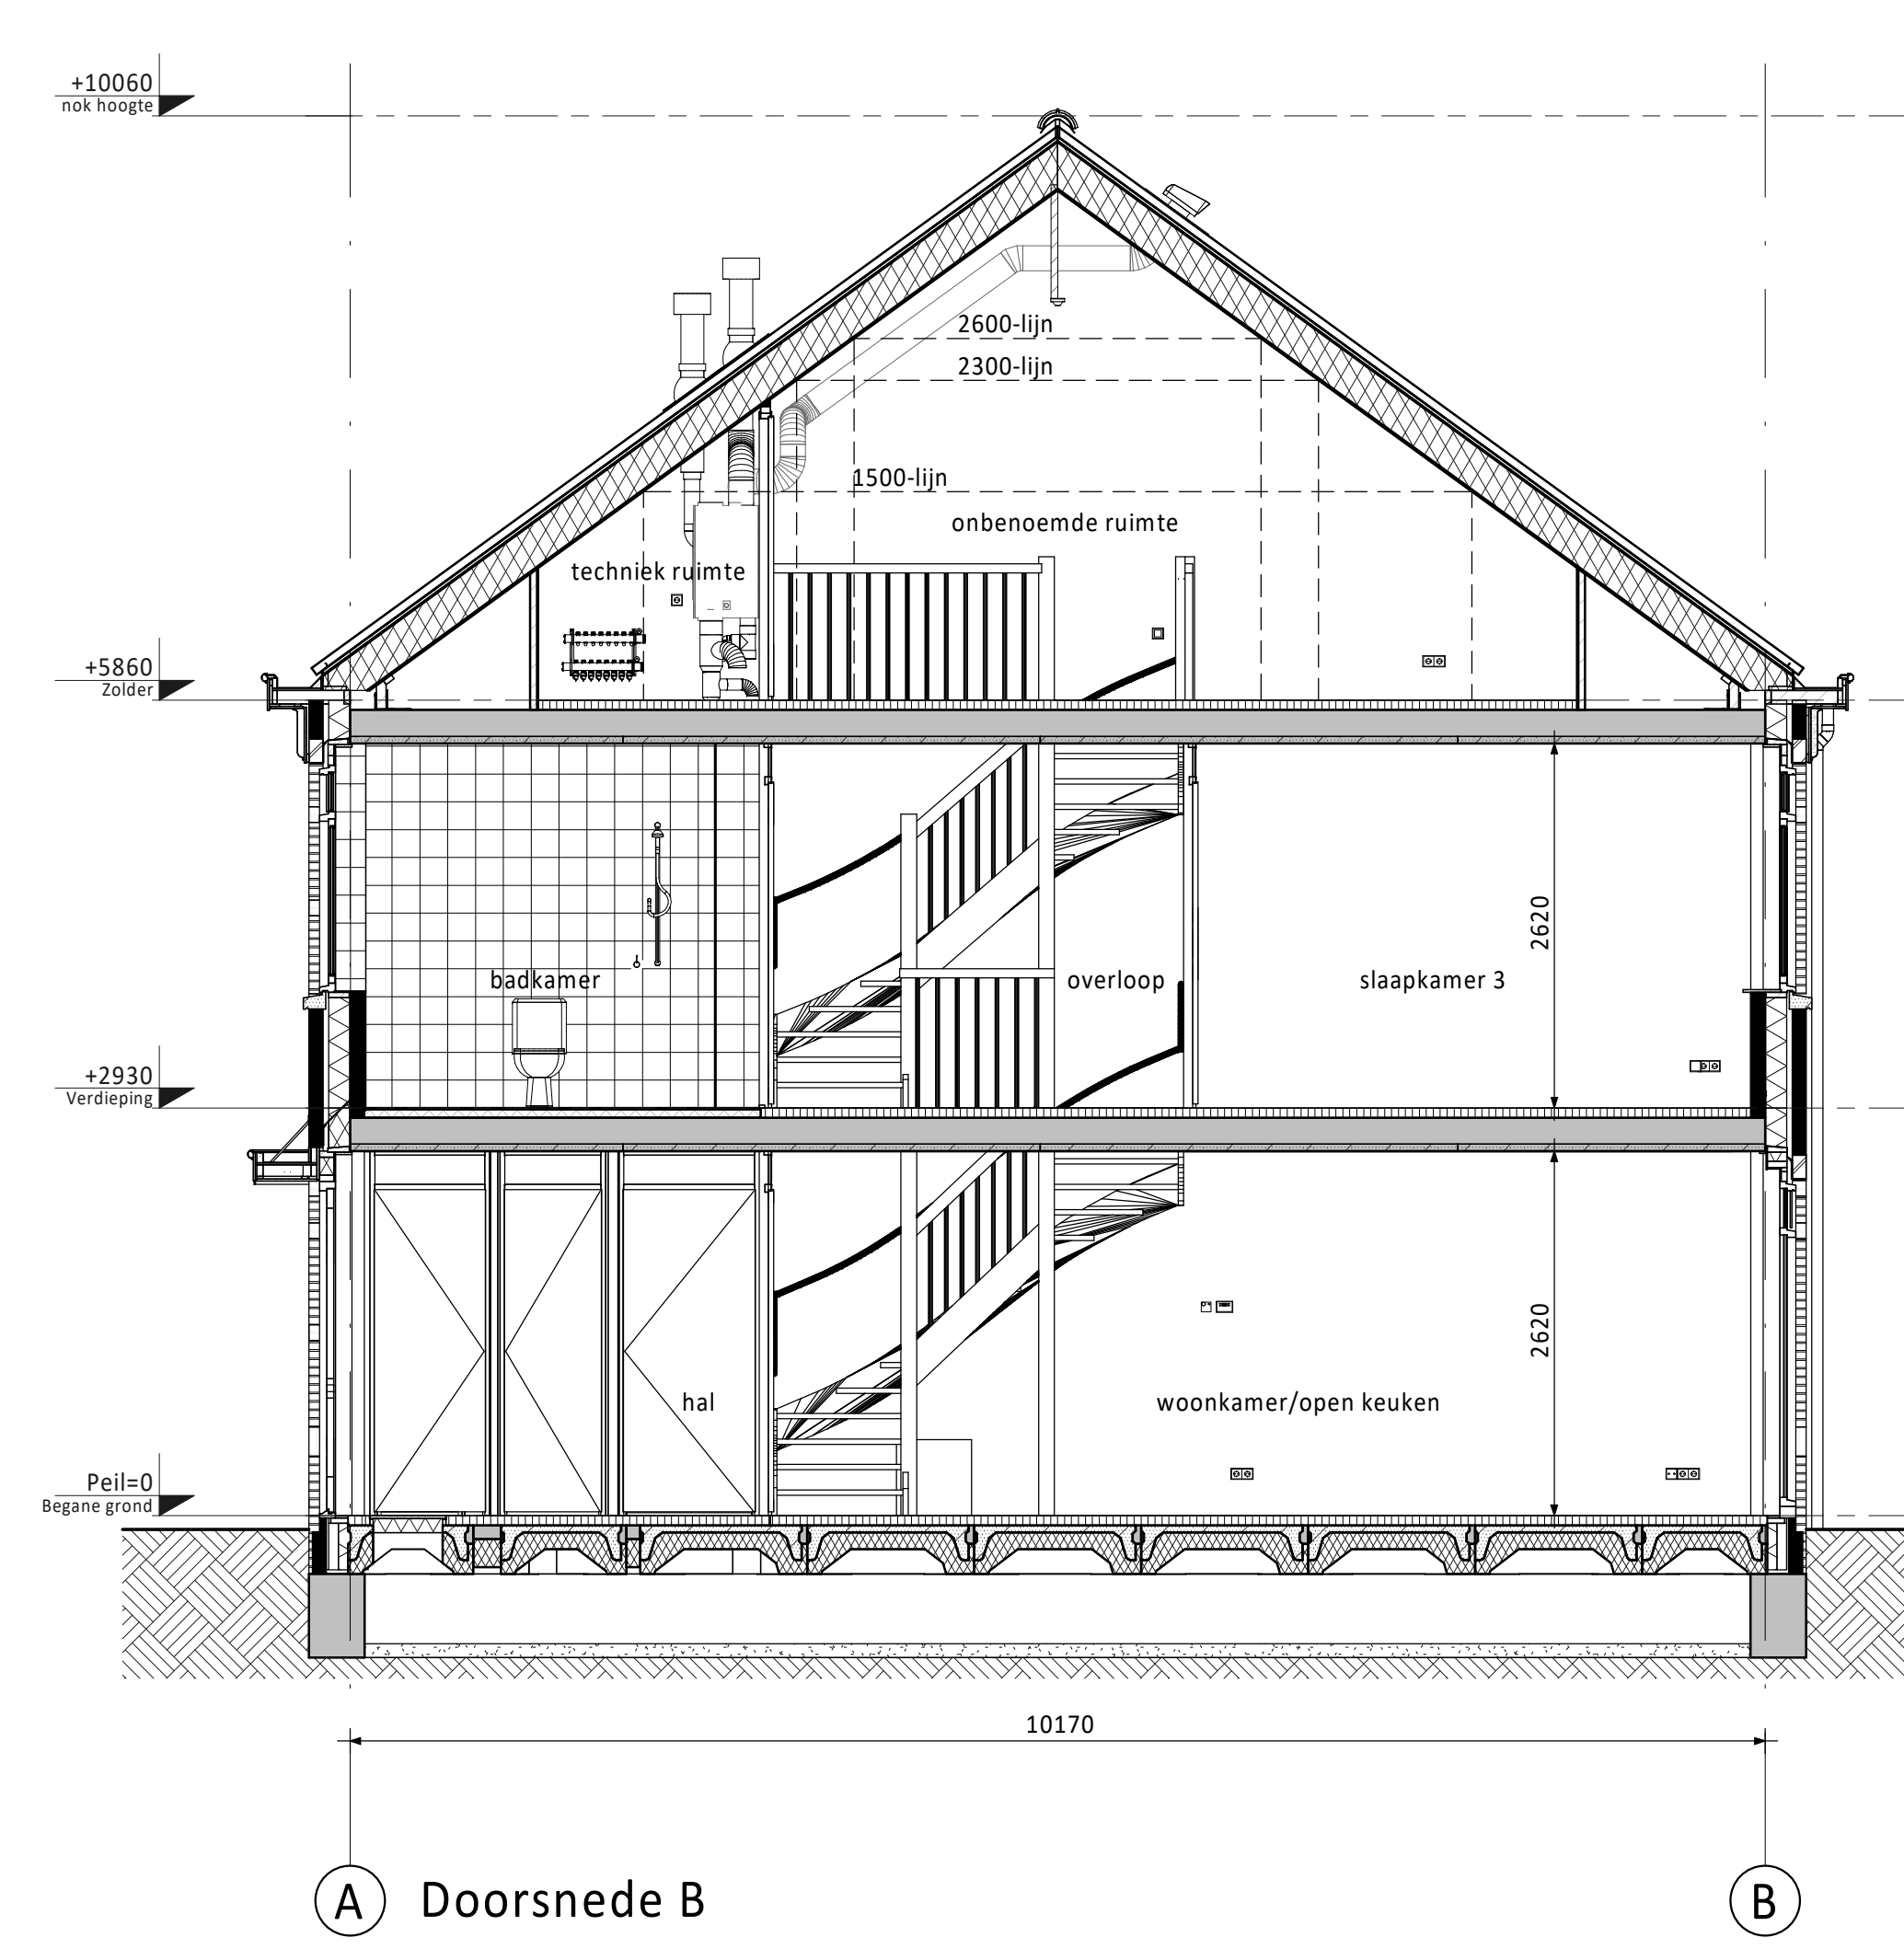 +10060
nok hoogte
2600-lijn
2300-lijn
1500-lijn
onbenoemde ruimte
techniek ruimte
+5860
Zolder
2620
badkamer
overloop
slaapkamer 3
+2930
Verdieping
2620
hal
woonkamer/open keuken
Peil=0
Begane grond
10170
A
Doorsnede B
B